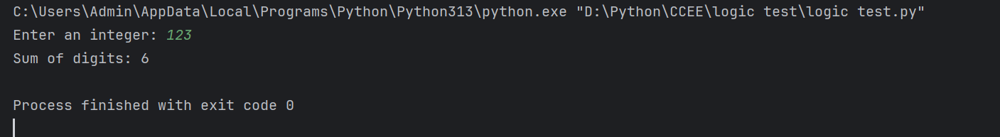 C:\Users\Admin\AppData\Local\Programs\Python\Python313\python.exe "D:\Python\CCEE\logic test\logic test.py"
Enter an integer: 123
Sum of digits: 6
Process finished with exit code 0